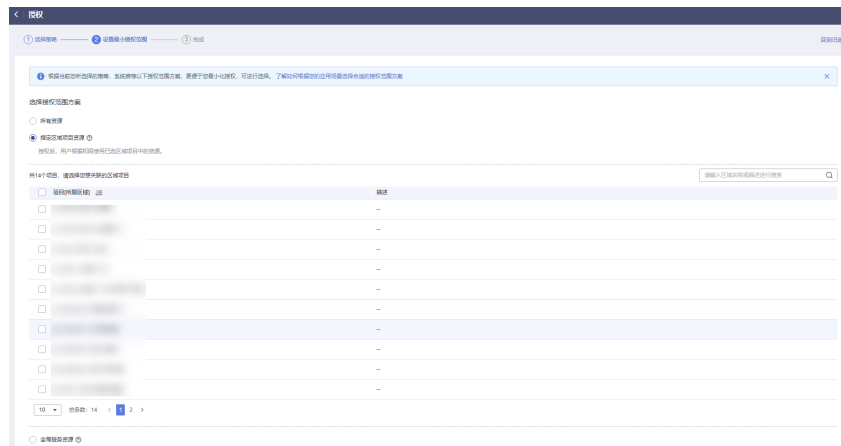 授权
1 选择策略 2 设置最小授权范围 3 完成
根据当前您所选择的策略，系统推荐以下授权范围方案，更便于您最小化授权，可进行选择。 了解如何根据您的应用场景选择合适的授权范围方案
选择授权范围方案
所有资源
指定区域项目资源
授权后，用户根据权限使用已选区域项目中的资源。
共14个项目，请选择您想关联的区域项目
请输入区域名称或描述进行搜索
项目[所属区域] 描述
--
--
--
--
--
--
--
--
--
--
10 总条数：14 < 1 2 >
全局服务资源